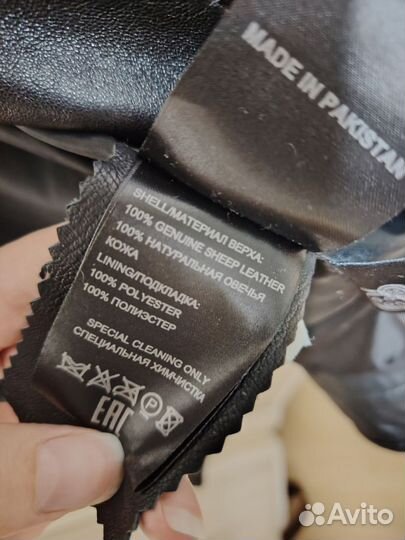 MADE IN PAKISTAN
SHELL/МАТЕРИАЛ ВЕРХА:
100% GENUINE SHEEP LEATHER
100% НАТУРАЛЬНАЯ ОВЕЧЬЯ
КОЖА
LINING/ПОДКЛАДКА:
100% POLYESTER
100% ПОЛИЭСТЕР
SPECIAL CLEANING ONLY
СПЕЦИАЛЬНАЯ ХИМЧИСТКА
P
EAC
Avito